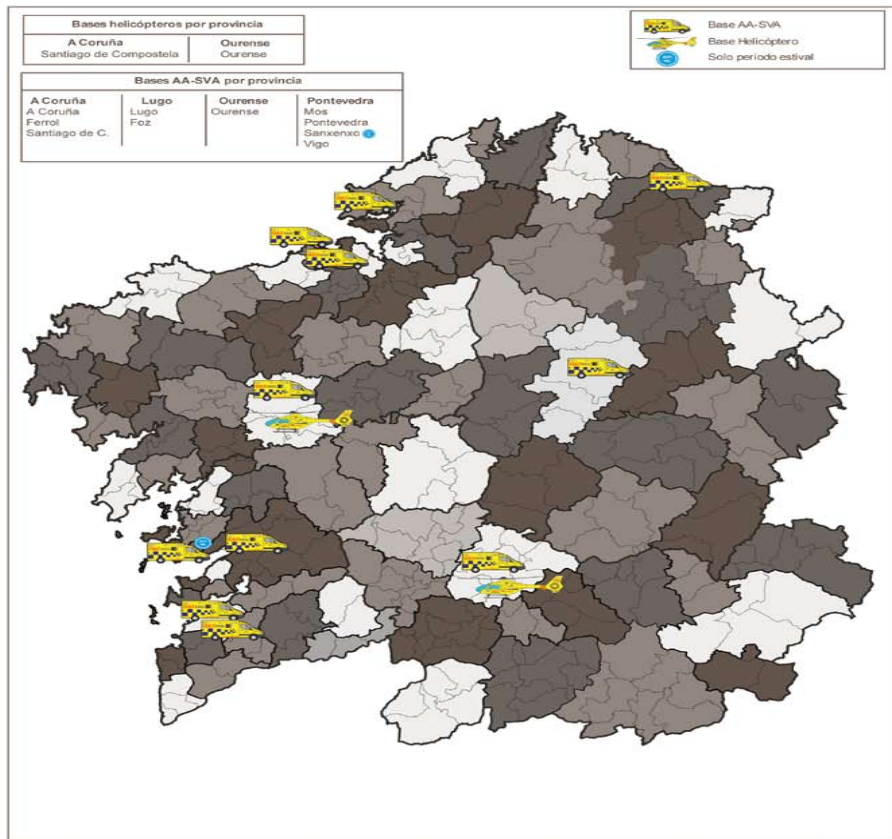 Bases helicópteros por provincia
A Coruña Ourense
Santiago de Compostela Ourense
Base AA-SVA
Base Helicóptero
Solo período estival
Bases AA-SVA por provincia
A Coruña Lugo Ourense Pontevedra
A Coruña Lugo Ourense Mos
Ferrol Foz Pontevedra
Santiago de C. Sanxenxo
Vigo